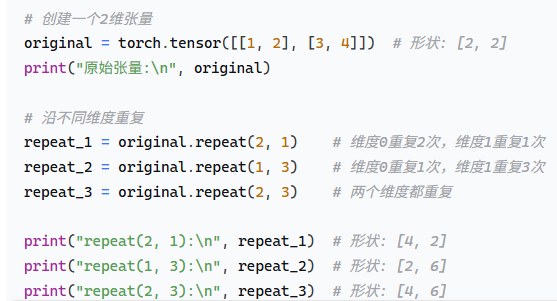 # 创建一个2维张量
original = torch.tensor([[1, 2], [3, 4]])  # 形状: [2, 2]
print("原始张量:\n", original)
# 沿不同维度重复
repeat_1 = original.repeat(2, 1)    # 维度0重复2次，维度1重复1次
repeat_2 = original.repeat(1, 3)    # 维度0重复1次，维度1重复3次
repeat_3 = original.repeat(2, 3)    # 两个维度都重复
print("repeat(2, 1):\n", repeat_1)  # 形状: [4, 2]
print("repeat(1, 3):\n", repeat_2)  # 形状: [2, 6]
print("repeat(2, 3):\n", repeat_3)  # 形状: [4, 6]